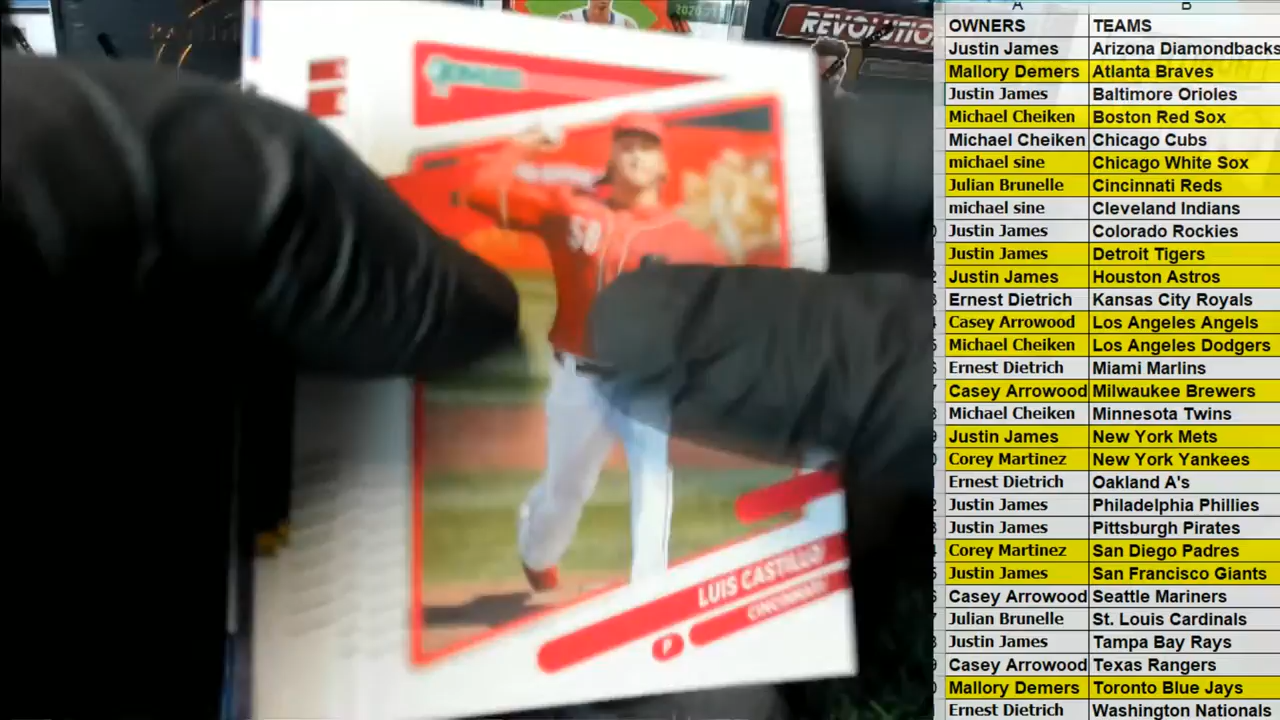 2020-21
REVOLUTION
DONRUSS
58
LUIS CASTILLO
CINCINNATI
P
A B
OWNERS TEAMS
Justin James Arizona Diamondbacks
Mallory Demers Atlanta Braves
Justin James Baltimore Orioles
Michael Cheiken Boston Red Sox
Michael Cheiken Chicago Cubs
michael sine Chicago White Sox
Julian Brunelle Cincinnati Reds
michael sine Cleveland Indians
Justin James Colorado Rockies
Justin James Detroit Tigers
Justin James Houston Astros
Ernest Dietrich Kansas City Royals
Casey Arrowood Los Angeles Angels
Michael Cheiken Los Angeles Dodgers
Ernest Dietrich Miami Marlins
Casey Arrowood Milwaukee Brewers
Michael Cheiken Minnesota Twins
Justin James New York Mets
Corey Martinez New York Yankees
Ernest Dietrich Oakland A's
Justin James Philadelphia Phillies
Justin James Pittsburgh Pirates
Corey Martinez San Diego Padres
Justin James San Francisco Giants
Casey Arrowood Seattle Mariners
Julian Brunelle St. Louis Cardinals
Justin James Tampa Bay Rays
Casey Arrowood Texas Rangers
Mallory Demers Toronto Blue Jays
Ernest Dietrich Washington Nationals